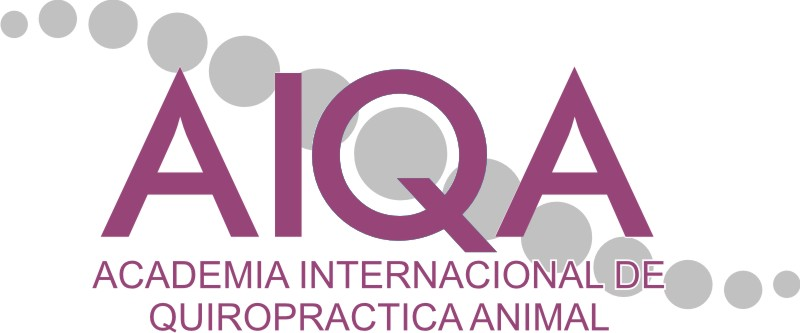 AIQA
ACADEMIA INTERNACIONAL DE
QUIROPRACTICA ANIMAL